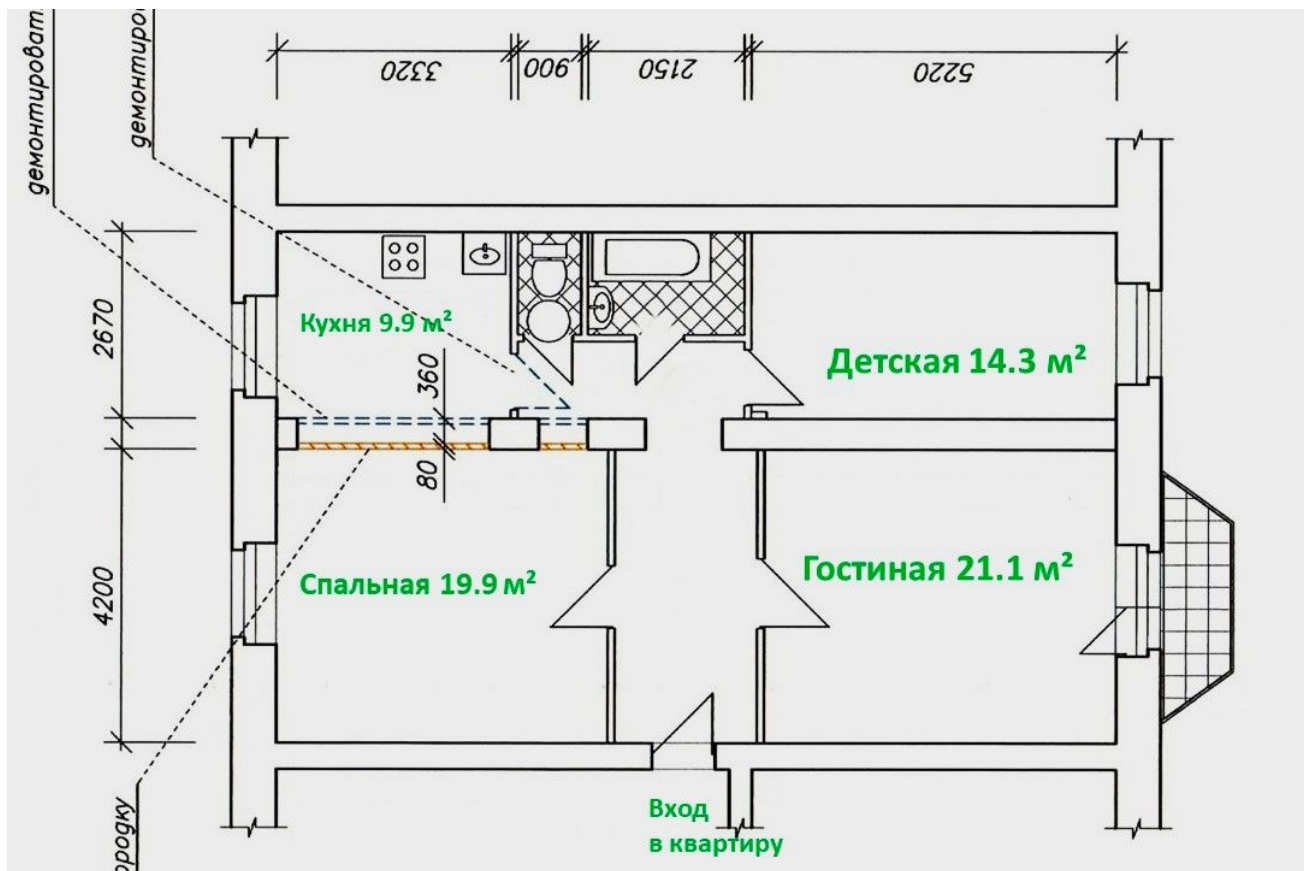 демонтироват
демонтиров
3320
900
2150
5220
2670
4200
360
80
Кухня 9.9 м²
Детская 14.3 м²
Спальная 19.9 м²
Гостиная 21.1 м²
Вход
в квартиру
ородку